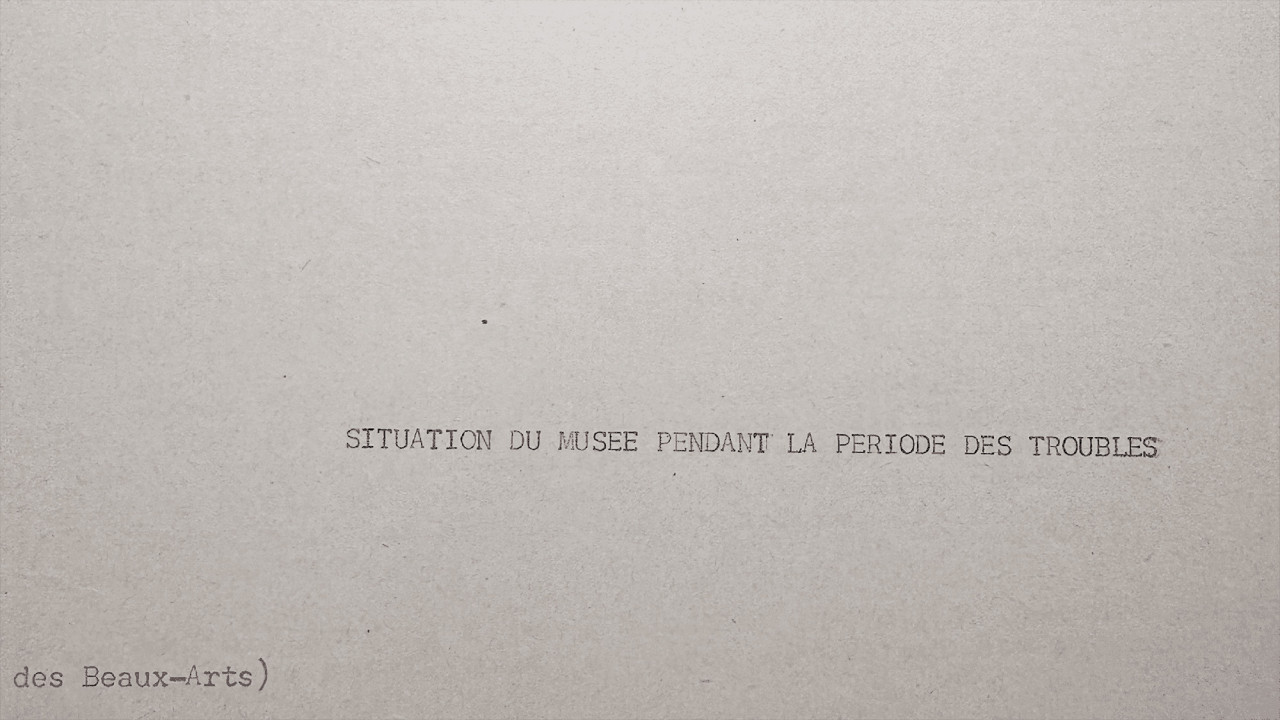 SITUATION DU MUSEE PENDANT LA PERIODE DES TROUBLES
des Beaux-Arts)